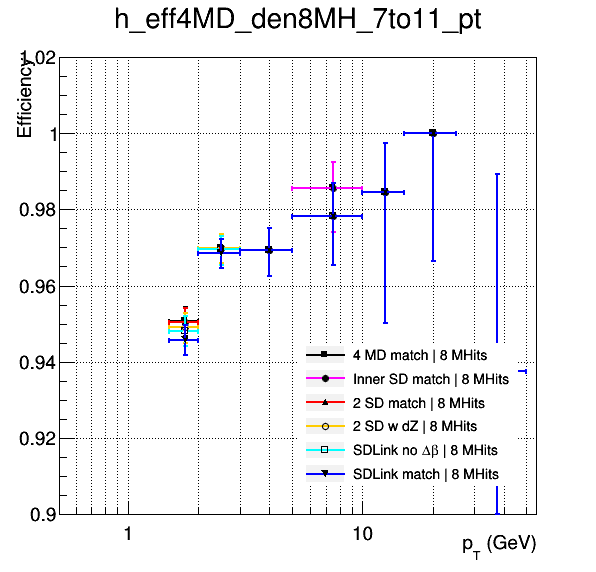 h_eff4MD_den8MH_7to11_pt
Efficiency
1.02
1
0.98
0.96
0.94
0.92
0.9
4 MD match | 8 MHits
Inner SD match | 8 MHits
2 SD match | 8 MHits
2 SD w dZ | 8 MHits
SDLink no Δβ | 8 MHits
SDLink match | 8 MHits
1
10
p_T (GeV)